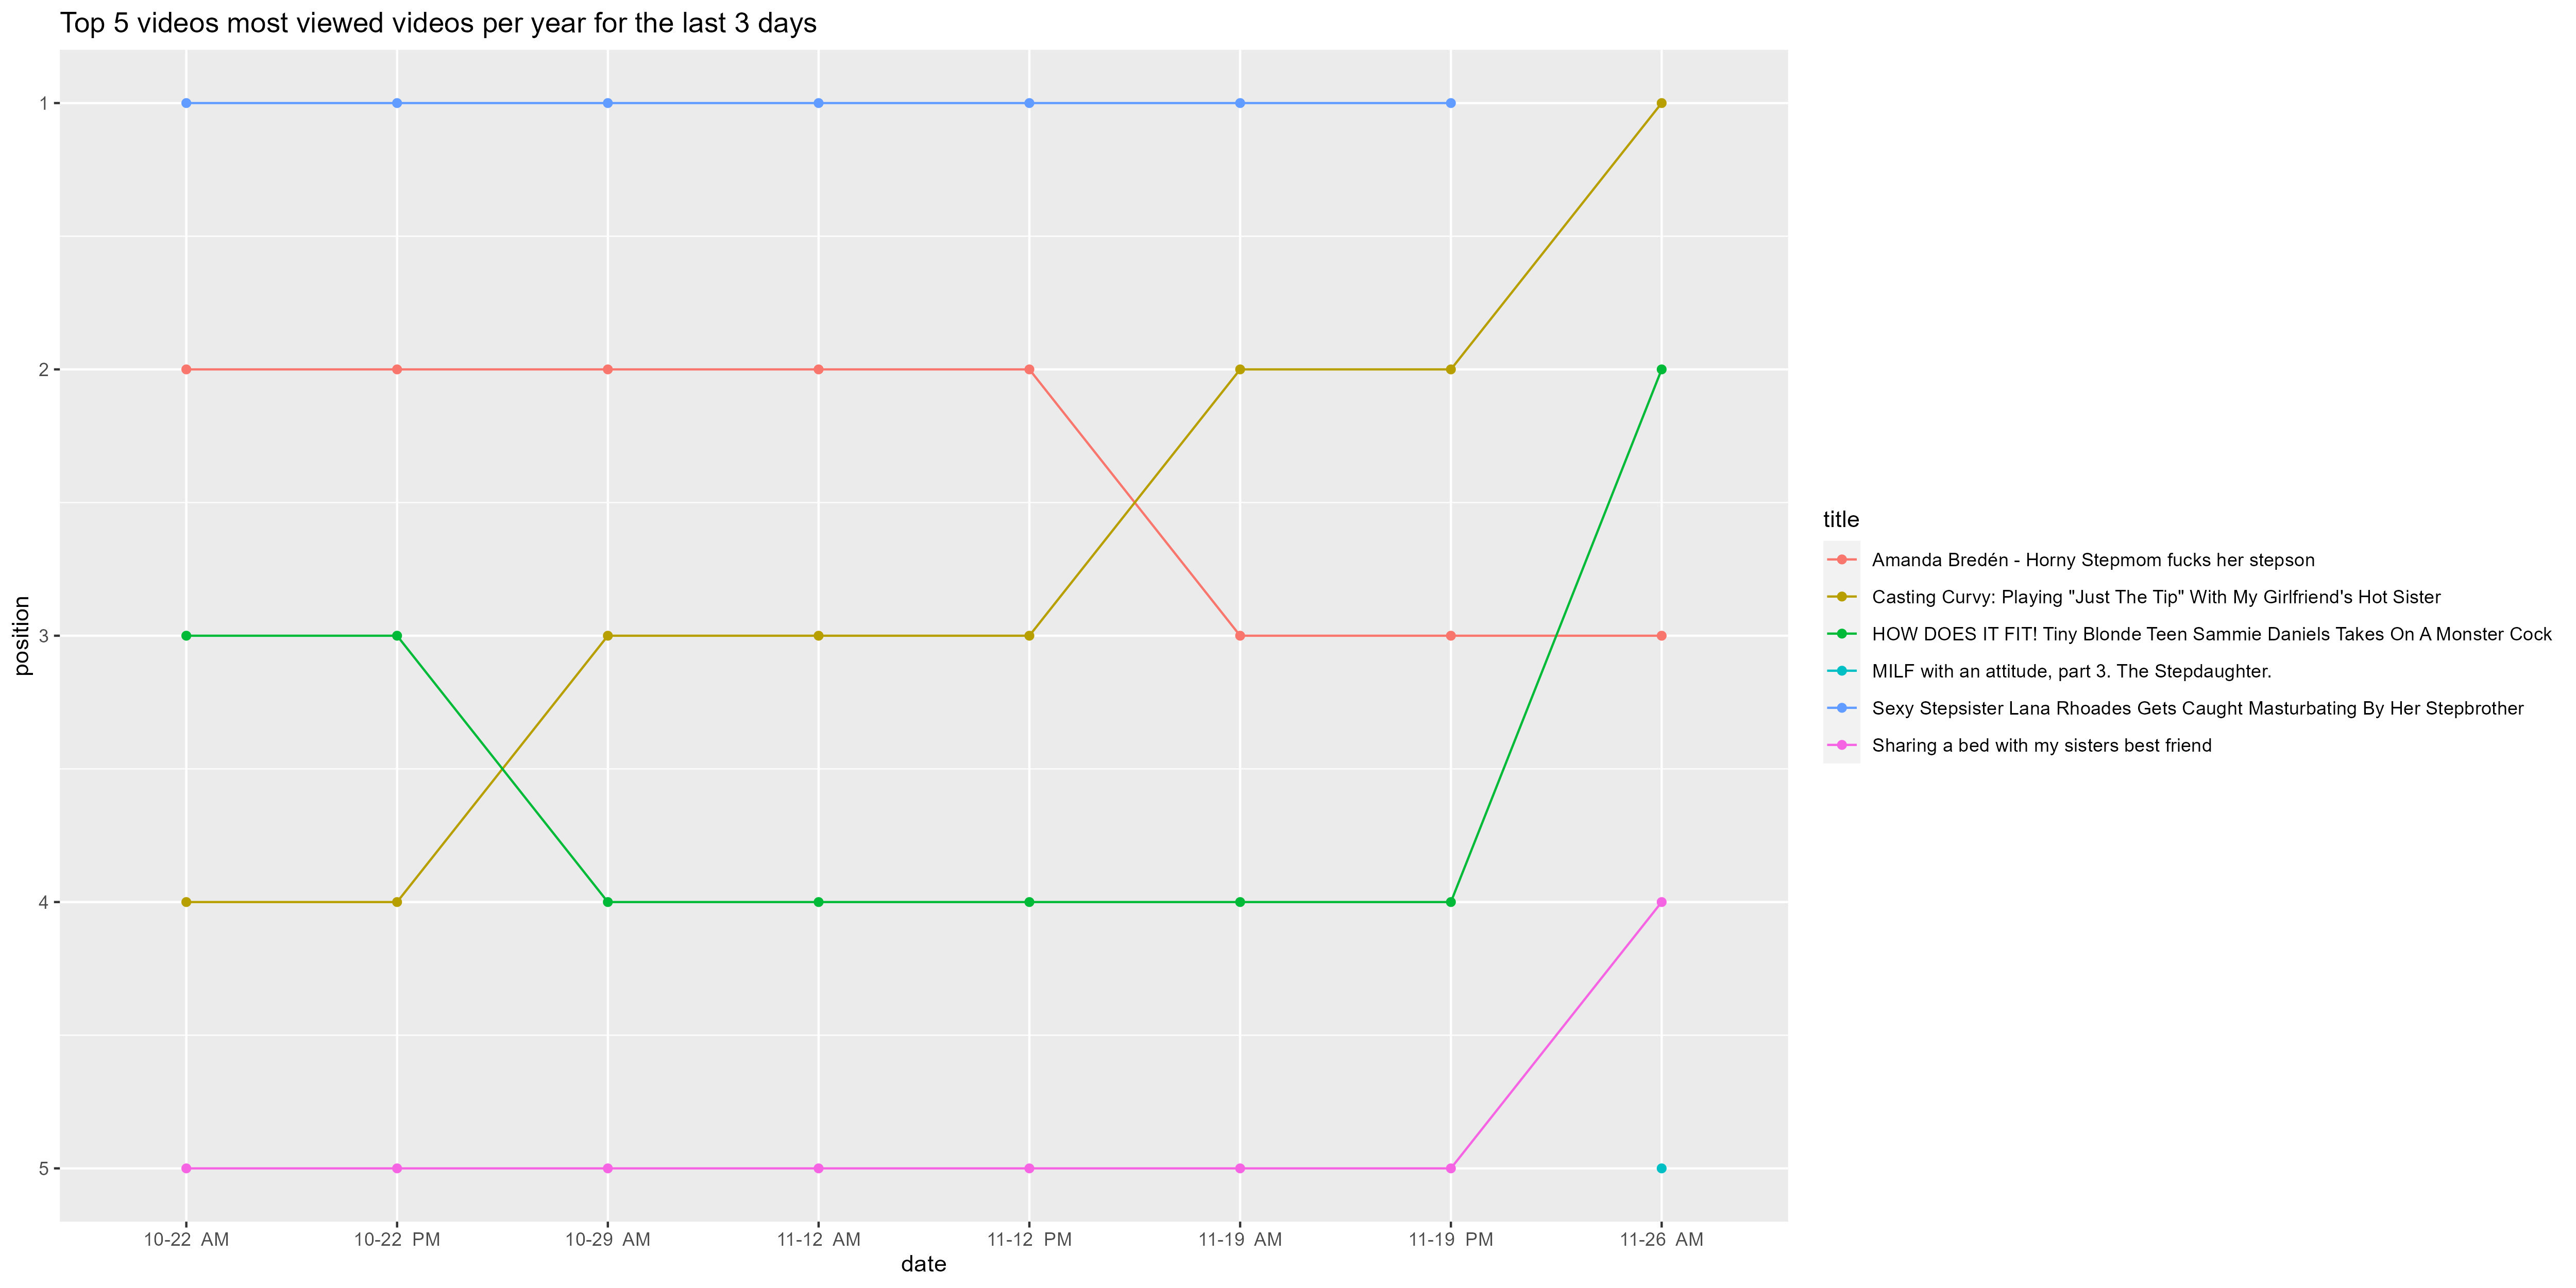 Top 5 videos most viewed videos per year for the last 3 days
1
2
3
4
5
position
10-22 AM
10-22 PM
10-29 AM
11-12 AM
11-12 PM
11-19 AM
11-19 PM
11-26 AM
date
title
Amanda Bredén - Horny Stepmom fucks her stepson
Casting Curvy: Playing "Just The Tip" With My Girlfriend's Hot Sister
HOW DOES IT FIT! Tiny Blonde Teen Sammie Daniels Takes On A Monster Cock
MILF with an attitude, part 3. The Stepdaughter.
Sexy Stepsister Lana Rhoades Gets Caught Masturbating By Her Stepbrother
Sharing a bed with my sisters best friend